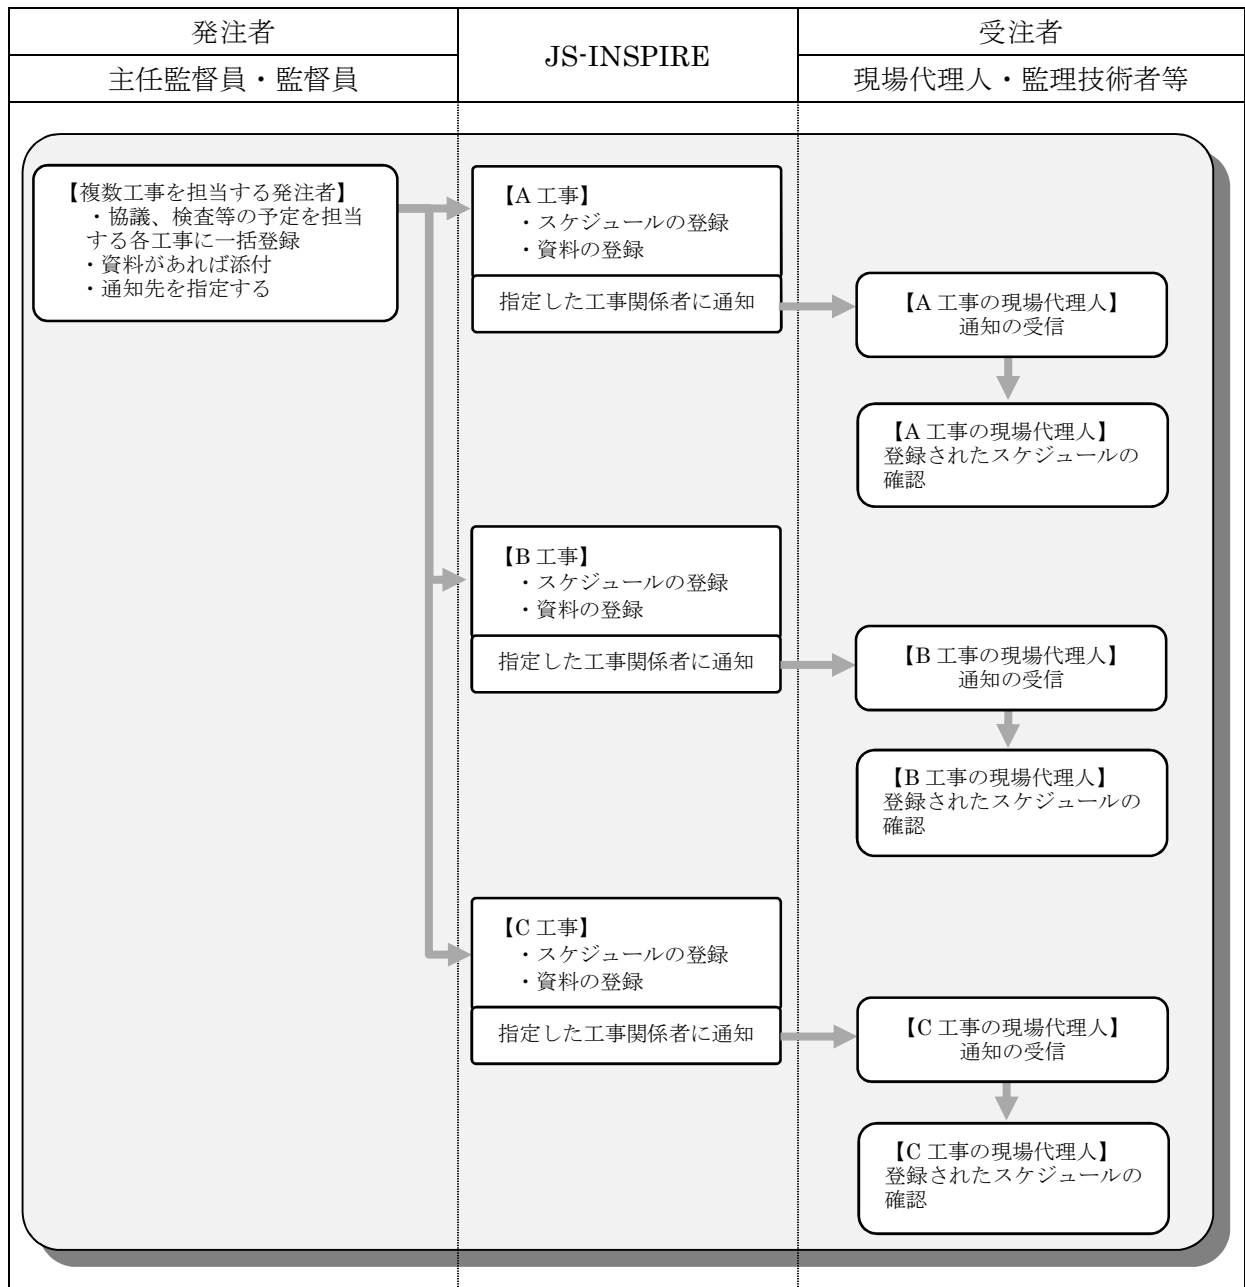 発注者
主任監督員・監督員
JS-INSPIRE
受注者
現場代理人・監理技術者等
【複数工事を担当する発注者】
・協議、検査等の予定を担当
する各工事に一括登録
・資料があれば添付
・通知先を指定する
【A 工事】
・スケジュールの登録
・資料の登録
指定した工事関係者に通知
【A 工事の現場代理人】
通知の受信
【A 工事の現場代理人】
登録されたスケジュールの
確認
【B 工事】
・スケジュールの登録
・資料の登録
指定した工事関係者に通知
【B 工事の現場代理人】
通知の受信
【B 工事の現場代理人】
登録されたスケジュールの
確認
【C 工事】
・スケジュールの登録
・資料の登録
指定した工事関係者に通知
【C 工事の現場代理人】
通知の受信
【C 工事の現場代理人】
登録されたスケジュールの
確認